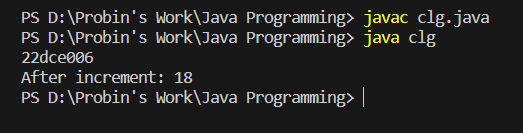 PS D:\Probin's Work\Java Programming> javac clg.java
PS D:\Probin's Work\Java Programming> java clg
22dce006
After increment: 18
PS D:\Probin's Work\Java Programming>